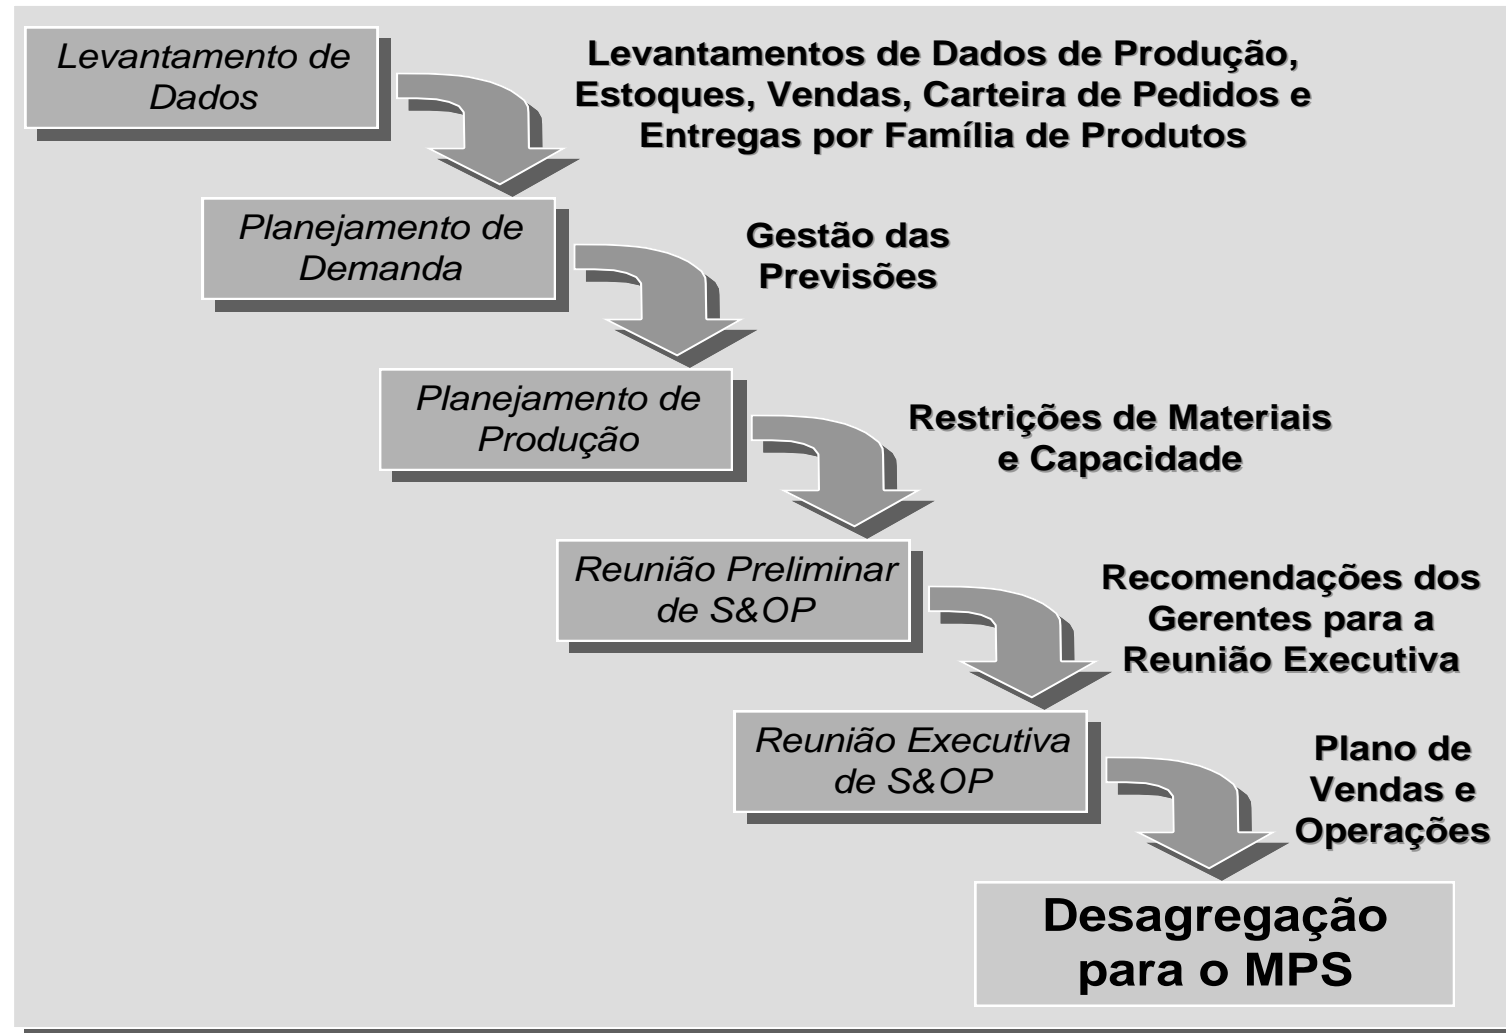 Levantamento de
Dados
Levantamentos de Dados de Produção,
Estoques, Vendas, Carteira de Pedidos e
Entregas por Família de Produtos
Planejamento de
Demanda
Gestão das
Previsões
Planejamento de
Produção
Restrições de Materiais
e Capacidade
Reunião Preliminar
de S&OP
Recomendações dos
Gerentes para a
Reunião Executiva
Reunião Executiva
de S&OP
Plano de
Vendas e
Operações
Desagregação
para o MPS